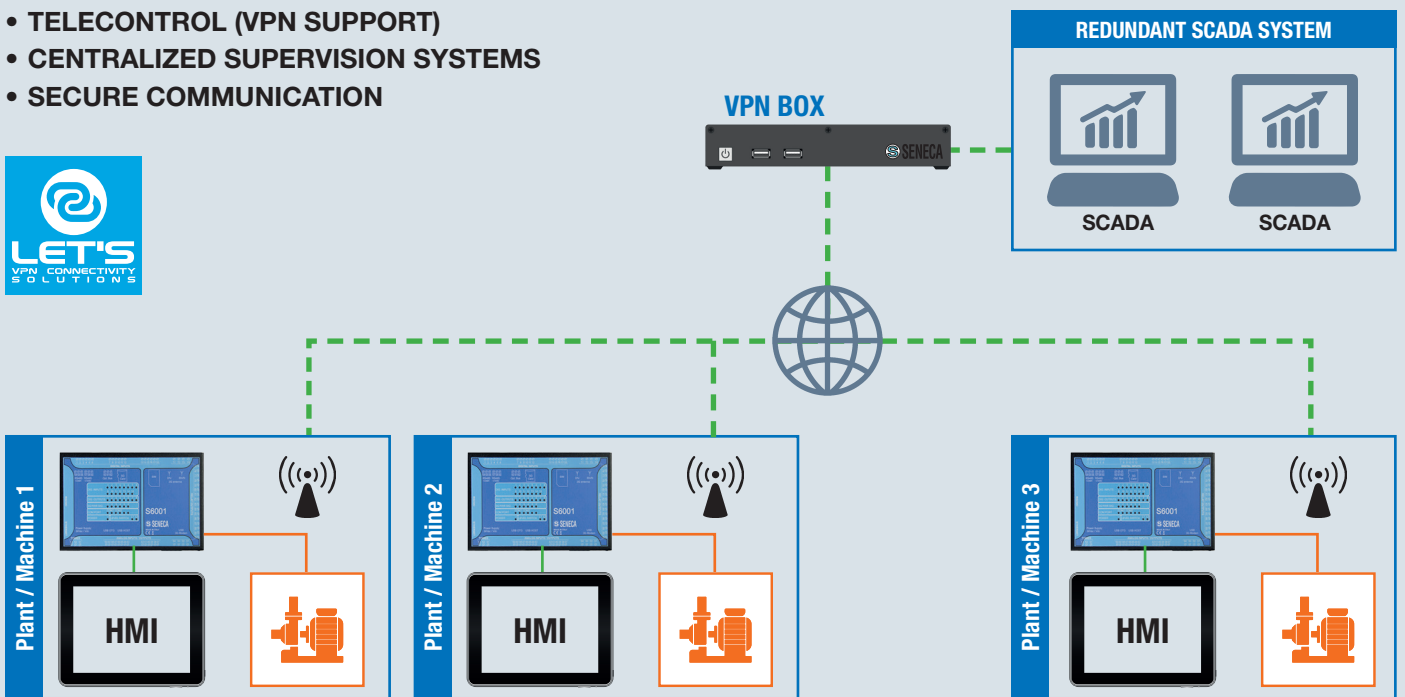 • TELECONTROL (VPN SUPPORT)
• CENTRALIZED SUPERVISION SYSTEMS
• SECURE COMMUNICATION
REDUNDANT SCADA SYSTEM
VPN BOX
SENECA
SCADA
SCADA
LET'S
VPN CONNECTIVITY
SOLUTIONS
Plant / Machine 1
S6001
SENECA
HMI
Plant / Machine 2
S6001
SENECA
HMI
Plant / Machine 3
S6001
SENECA
HMI